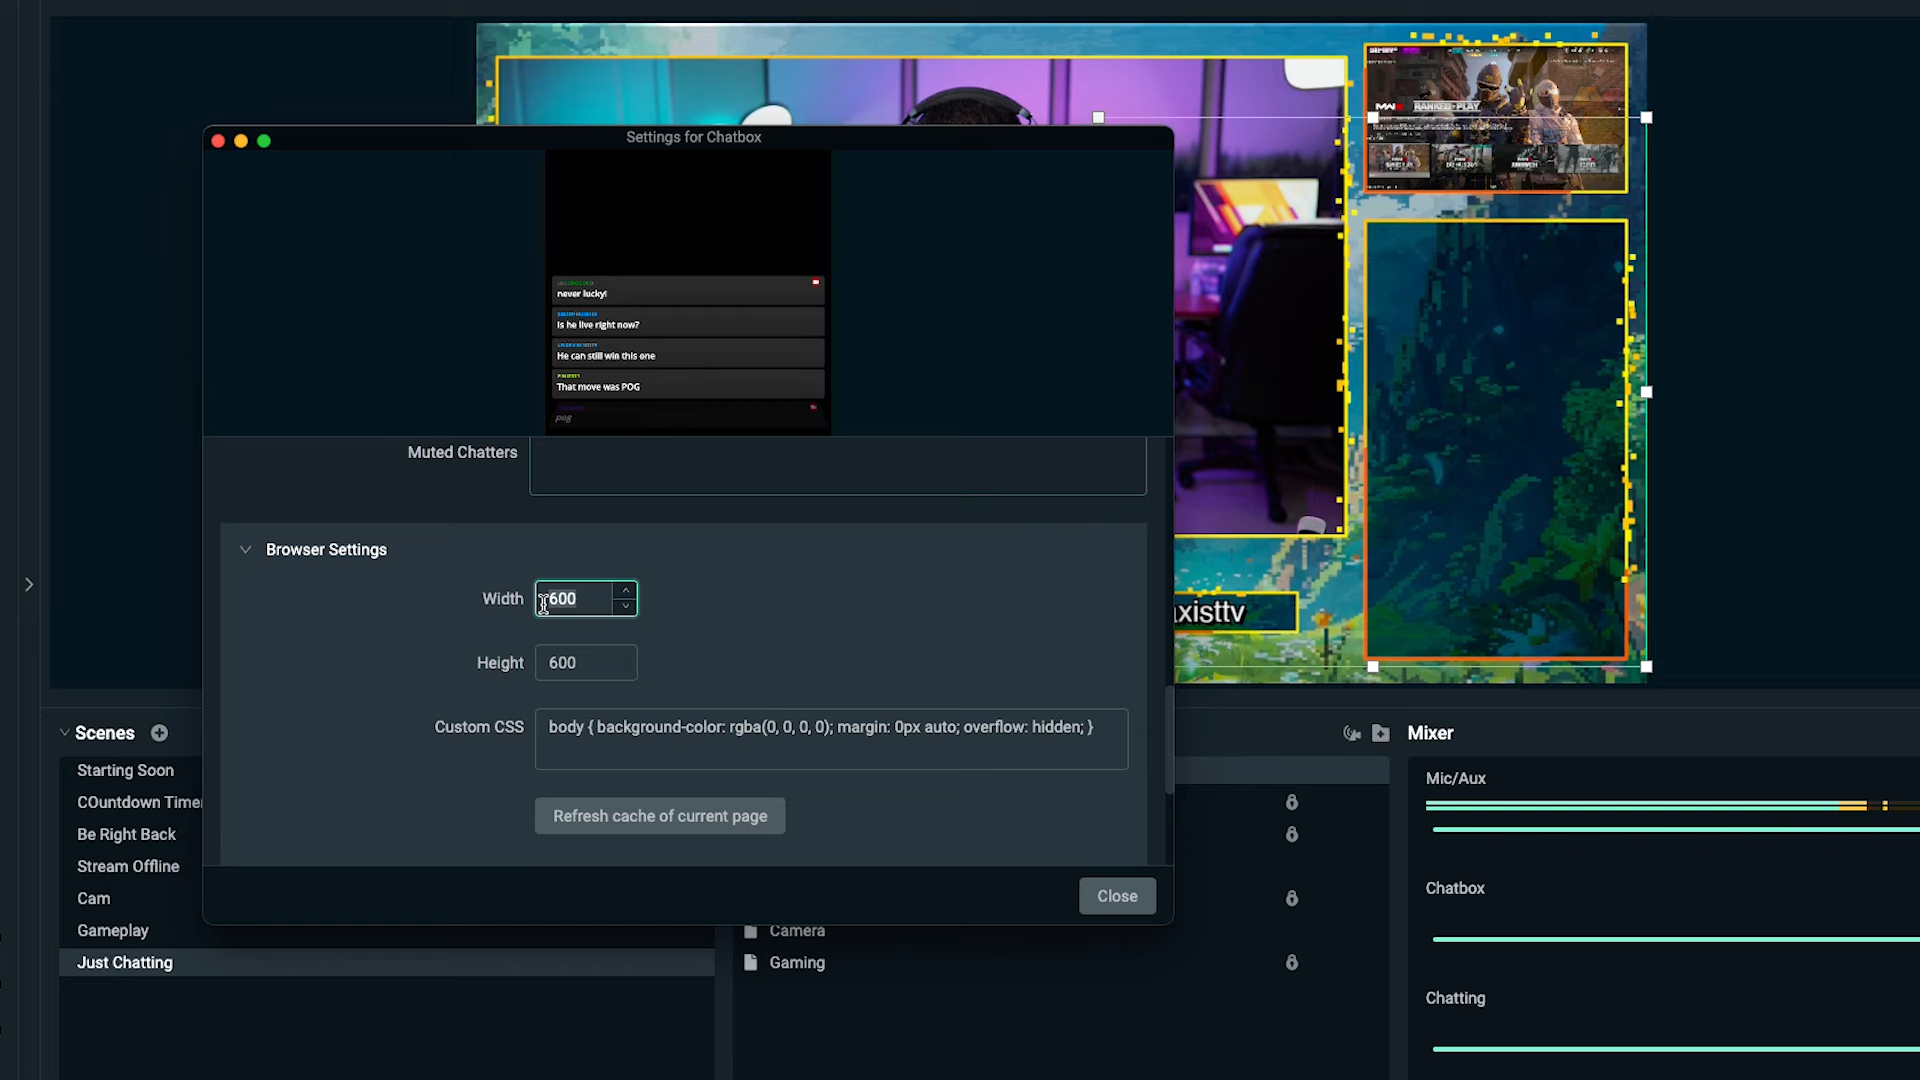 Settings for Chatbox
never lucky!
Is he live right now?
He can still win this one
That move was POG
pog
RANKED PLAY
Muted Chatters
Browser Settings
Width
600
Height
600
Custom CSS
body { background-color: rgba(0, 0, 0, 0); margin: 0px auto; overflow: hidden; }
Refresh cache of current page
Close
xisttv
Scenes
Starting Soon
COuntdown Timer
Be Right Back
Stream Offline
Cam
Gameplay
Just Chatting
Camera
Gaming
Mixer
Mic/Aux
Chatbox
Chatting